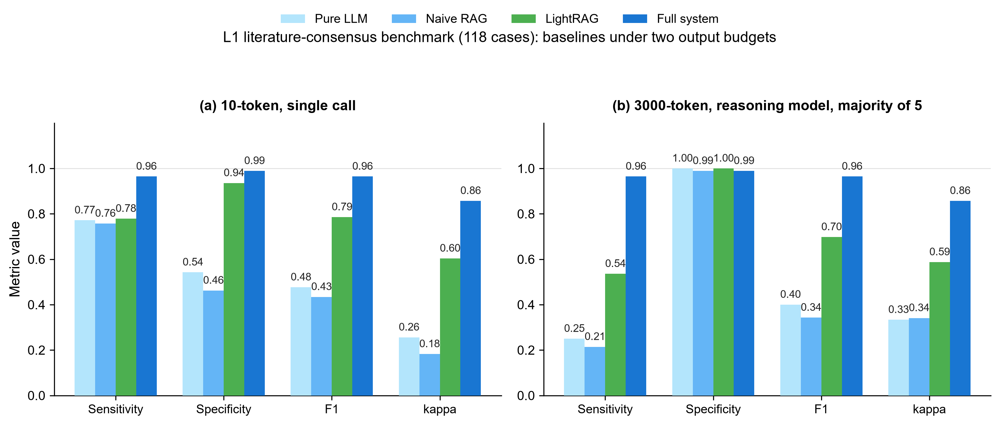 Pure LLM Naive RAG LightRAG Full system
L1 literature-consensus benchmark (118 cases): baselines under two output budgets
(a) 10-token, single call
Metric value
1.0
0.8
0.6
0.4
0.2
0.0
0.77 0.76 0.78 0.96
0.54 0.46 0.94 0.99
0.48 0.43 0.79 0.96
0.26 0.18 0.60 0.86
Sensitivity Specificity F1 kappa
(b) 3000-token, reasoning model, majority of 5
1.0
0.8
0.6
0.4
0.2
0.0
0.25 0.21 0.54 0.96
1.00 0.99 1.00 0.99
0.40 0.34 0.70 0.96
0.33 0.34 0.59 0.86
Sensitivity Specificity F1 kappa